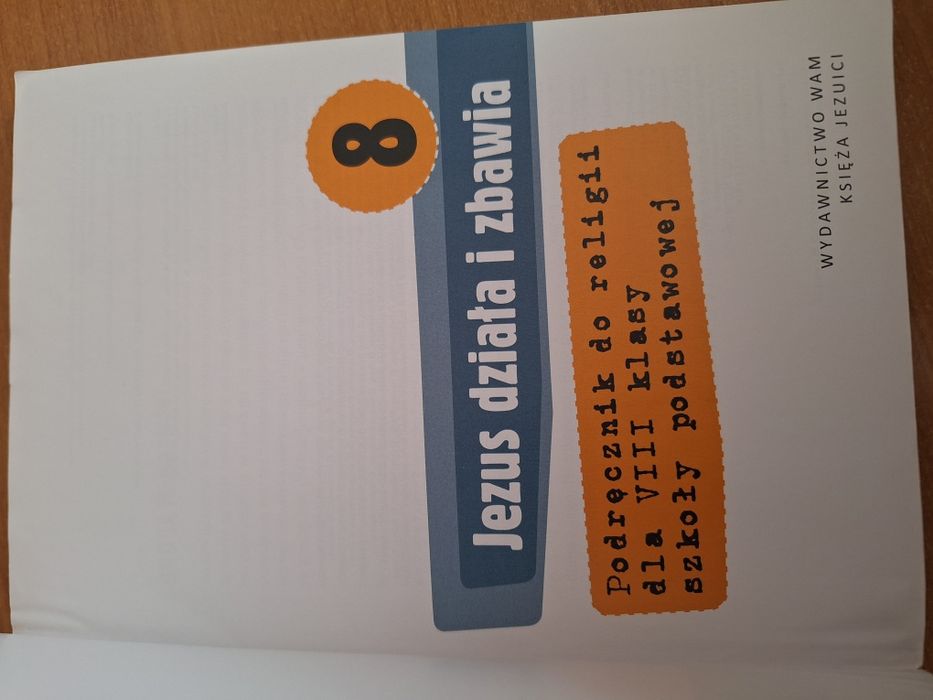 8
Jezus działa i zbawia
Podręcznik do religii
dla VIII klasy
szkoły podstawowej
WYDAWNICTWO WAM
KSIĘŻA JEZUICI